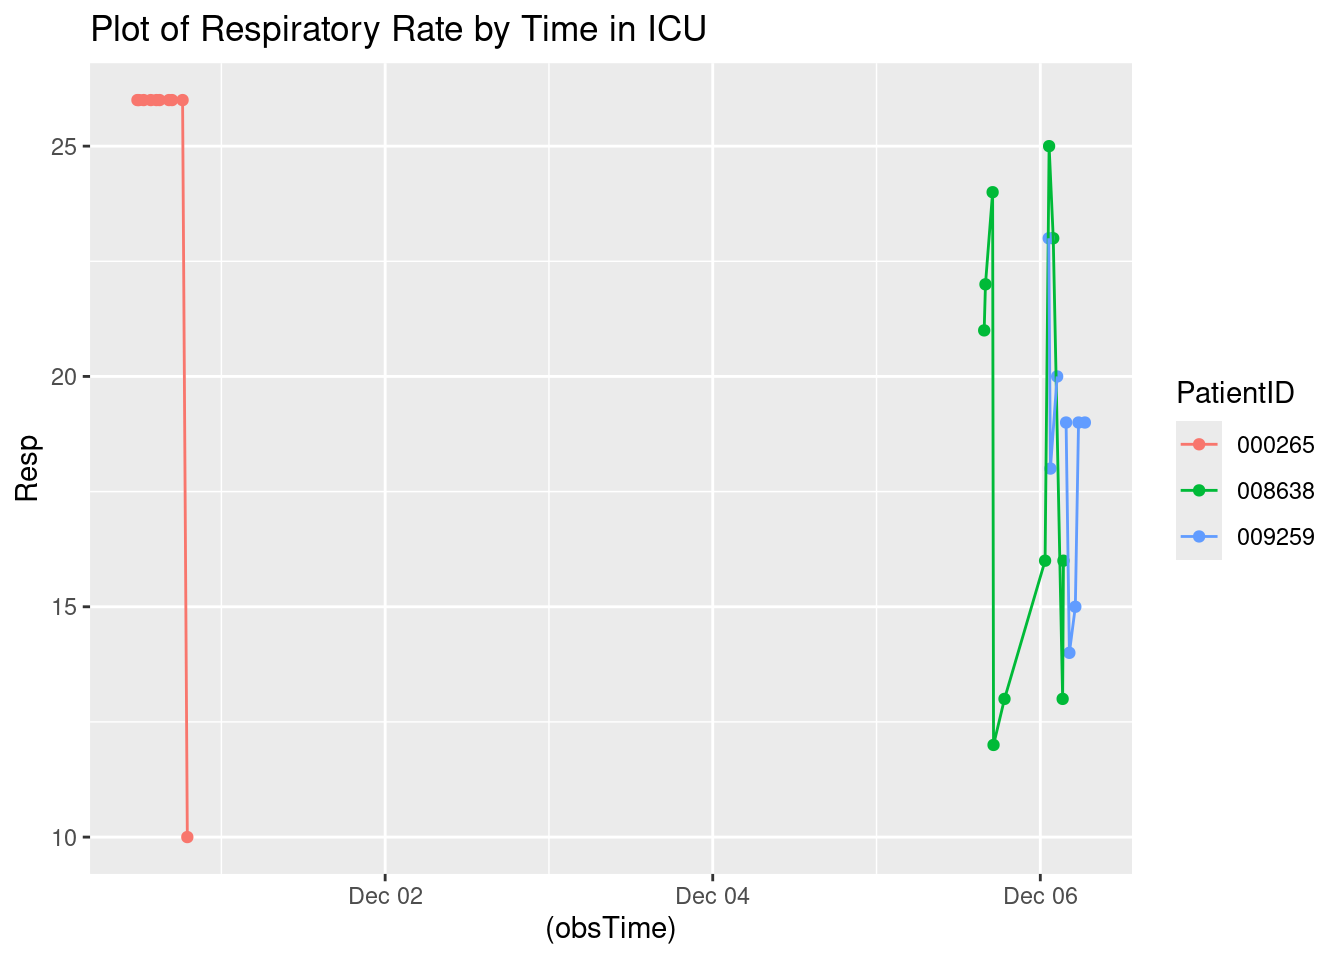 Plot of Respiratory Rate by Time in ICU
Resp
25
20
15
10
Dec 02
Dec 04
Dec 06
(obsTime)
PatientID
000265
008638
009259